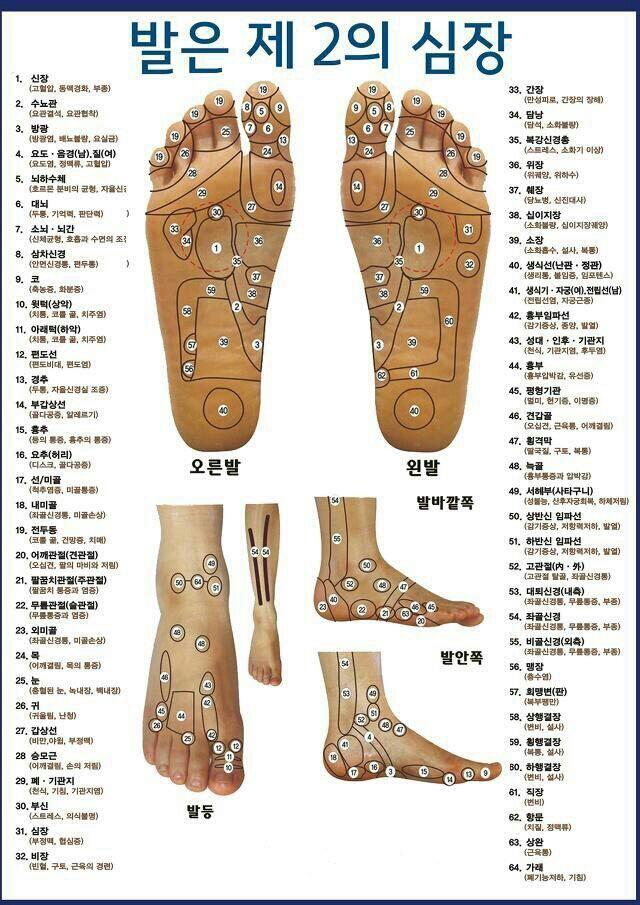 발은 제 2의 심장
1. 신장
(고혈압, 동맥경화, 부종)
2. 수뇨관
(요관결석, 요관협착)
3. 방광
(방광염, 배뇨불량, 요실금)
4. 요도·음경(남),질(여)
(요도염, 정맥류, 고혈압)
5. 뇌하수체
(호르몬 분비의 균형, 자율신
6. 대뇌
(두통, 기억력, 판단력) )
7. 소뇌·뇌간
(신체균형, 호흡과 수면의 조
8. 삼차신경
(안면신경통, 편두통) )
9. 코
(축농증, 화분증)
10. 윗턱(상악)
(치통, 코를 골, 치주염)
11. 아래턱(하악)
(치통, 코를 골, 치주염)
12. 편도선
(편도비대, 편도염)
13. 경추
(두통, 자율신경실 조증)
14. 부갑상선
(골다공증, 알레르기)
15. 흉추
(등의 통증, 흉추의 통증)
16. 요추(허리)
(디스크, 골다공증)
17. 선/미골
(척추염증, 미골통증)
18. 내미골
(좌골신경통, 미골손상)
19. 전두동
(코를 골, 건망증, 치매)
20. 어깨관절(견관절)
(오십견, 팔의 마비와 저림)
21. 팔꿈치관절(주관절)
(팔꿈치 통증과 염증)
22. 무릎관절(슬관절)
(무릎통증과 염증)
23. 외미골
(좌골신경통, 미골손상)
24. 목
(어깨결림, 목의 통증)
25. 눈
(충혈된 눈, 녹내장, 백내장)
26. 귀
(귀울림, 난청)
27. 갑상선
(비만,야윔, 부정맥)
28 승모근
(어깨결림, 손의 저림)
29. 폐·기관지
(천식, 기침, 기관지염)
30. 부신
(스트레스, 의식불명)
31. 심장
(부정맥, 협심증)
32. 비장
(빈혈, 구토, 근육의 경련)
오른발
왼발
발바깥쪽
발안쪽
발등
33. 간장
(만성피로, 간장의 장해)
34. 담낭
(담석, 소화불량)
35. 복강신경총
(스트레스, 소화기 이상)
36. 위장
(위궤양, 위하수)
37. 췌장
(당뇨병, 신진대사)
38. 십이지장
(소화불량, 십이지장궤양)
39. 소장
(소화흡수, 설사, 복통)
40. 생식선(난관·정관)
(생리통, 불임증, 임포텐스)
41. 생식기·자궁(여),전립선(남)
(전립선염, 자궁근종)
42. 흉부임파선
(감기증상, 종양, 발열)
43. 성대·인후·기관지
(천식, 기관지염, 후두염)
44. 흉부
(흉부압박감, 유선증)
45. 평형기관
(멀미, 현기증, 이명증)
46. 견갑골
(오십견, 근육통, 어깨결림)
47. 횡격막
(딸국질, 구토, 복통)
48. 늑골
(흉부통증과 압박감)
49. 서혜부(사타구니)
(성불능, 산후자궁회복, 하체저림)
50. 상반신 임파선
(감기증상, 저항력저하, 발열)
51. 하반신 임파선
(감기증상, 저항력저하, 발열)
52. 고관절(内·外)
(고관절 탈골, 좌골신경통)
53. 대퇴신경(내측)
(좌골신경통, 무릎통증, 부종)
54. 좌골신경
(좌골신경통, 무릎통증, 부종)
55. 비골신경(외측)
(좌골신경통, 무릎통증, 부종)
56. 맹장
(충수염)
57. 회맹변(판)
(복부팽만)
58. 상행결장
(변비, 설사)
59. 횡행결장
(복통, 설사)
60. 하행결장
(변비, 설사)
61. 직장
(변비)
62. 항문
(치질, 정맥류)
63. 상완
(근육통)
64. 가래
(폐기능저하, 기침)